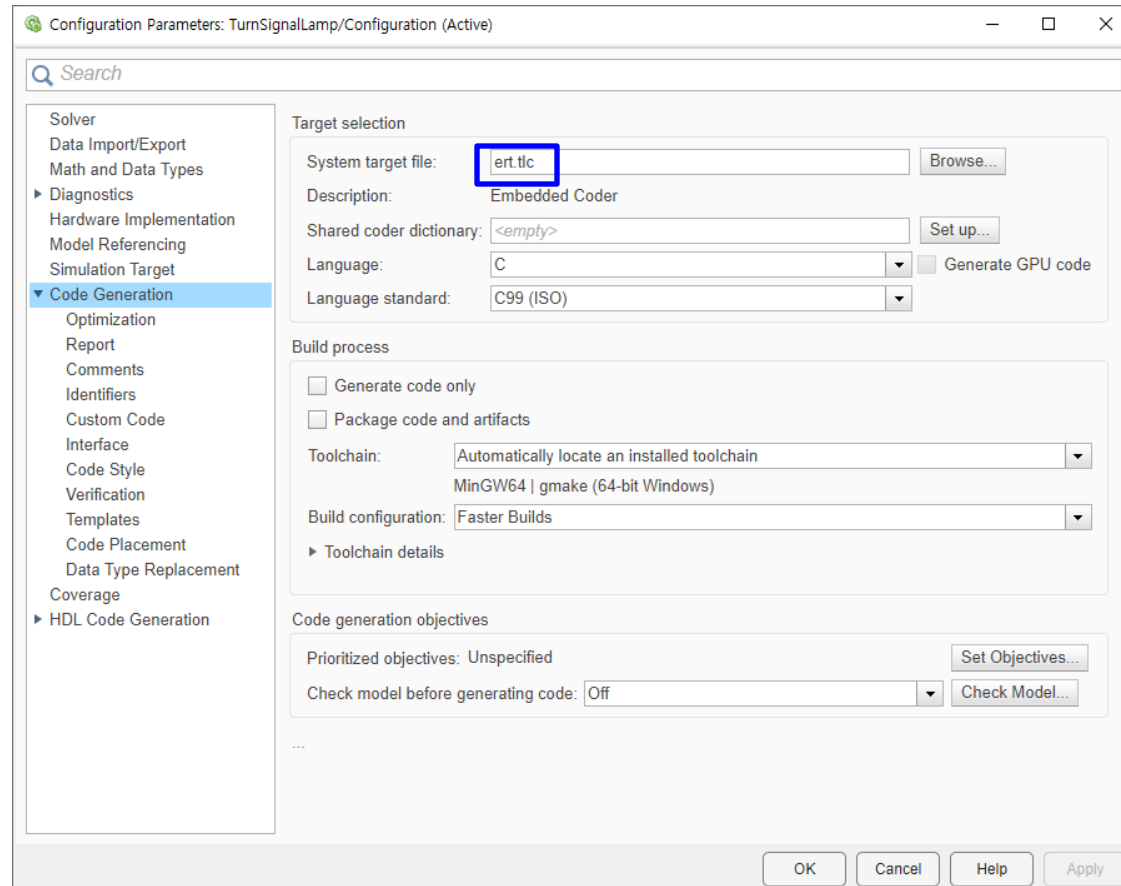 Configuration Parameters: TurnSignalLamp/Configuration (Active)
Search
Solver
Data Import/Export
Math and Data Types
Diagnostics
Hardware Implementation
Model Referencing
Simulation Target
Code Generation
Optimization
Report
Comments
Identifiers
Custom Code
Interface
Code Style
Verification
Templates
Code Placement
Data Type Replacement
Coverage
HDL Code Generation
Target selection
System target file: ert.tlc Browse...
Description: Embedded Coder
Shared coder dictionary: <empty> Set up...
Language: C Generate GPU code
Language standard: C99 (ISO)
Build process
Generate code only
Package code and artifacts
Toolchain: Automatically locate an installed toolchain
MinGW64 | gmake (64-bit Windows)
Build configuration: Faster Builds
Toolchain details
Code generation objectives
Prioritized objectives: Unspecified Set Objectives...
Check model before generating code: Off Check Model...
...
OK Cancel Help Apply